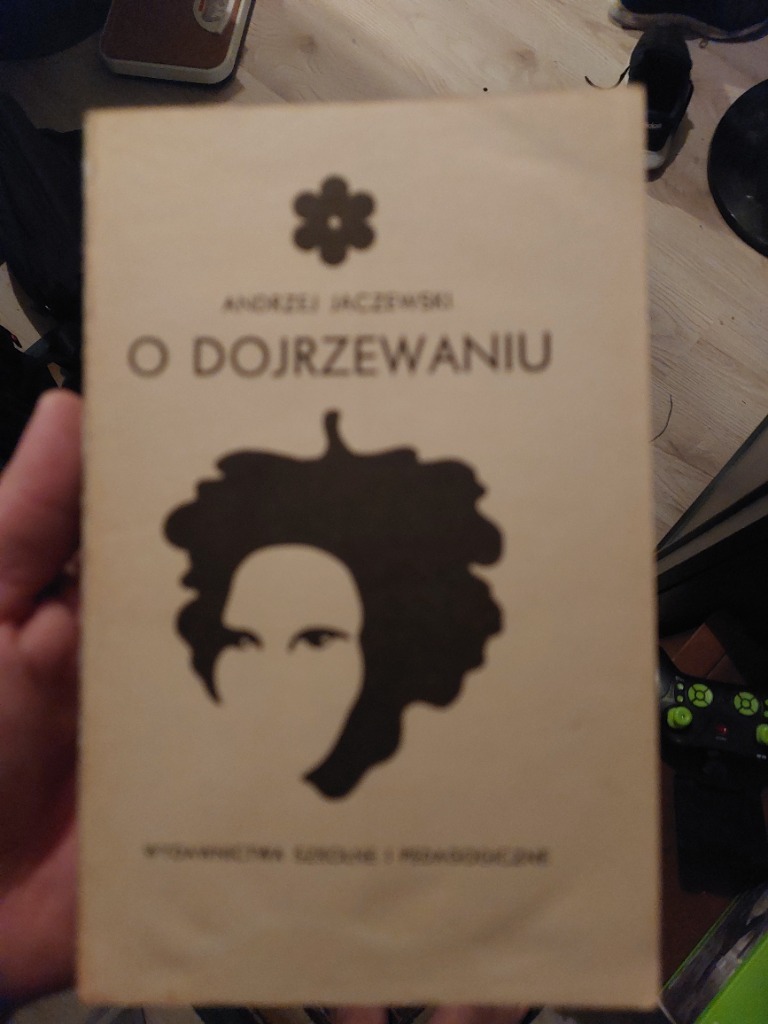 ANDRZEJ JACZEWSKI
O DOJRZEWANIU
WYDAWNICTWA SZKOLNE I PEDAGOGICZNE